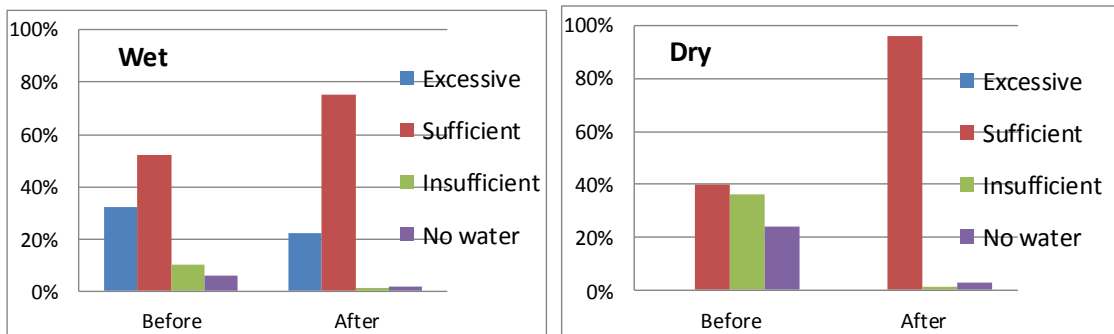 Wet
100%
80%
60%
40%
20%
0%
Before
After
Excessive
Sufficient
Insufficient
No water
Dry
100%
80%
60%
40%
20%
0%
Before
After
Excessive
Sufficient
Insufficient
No water